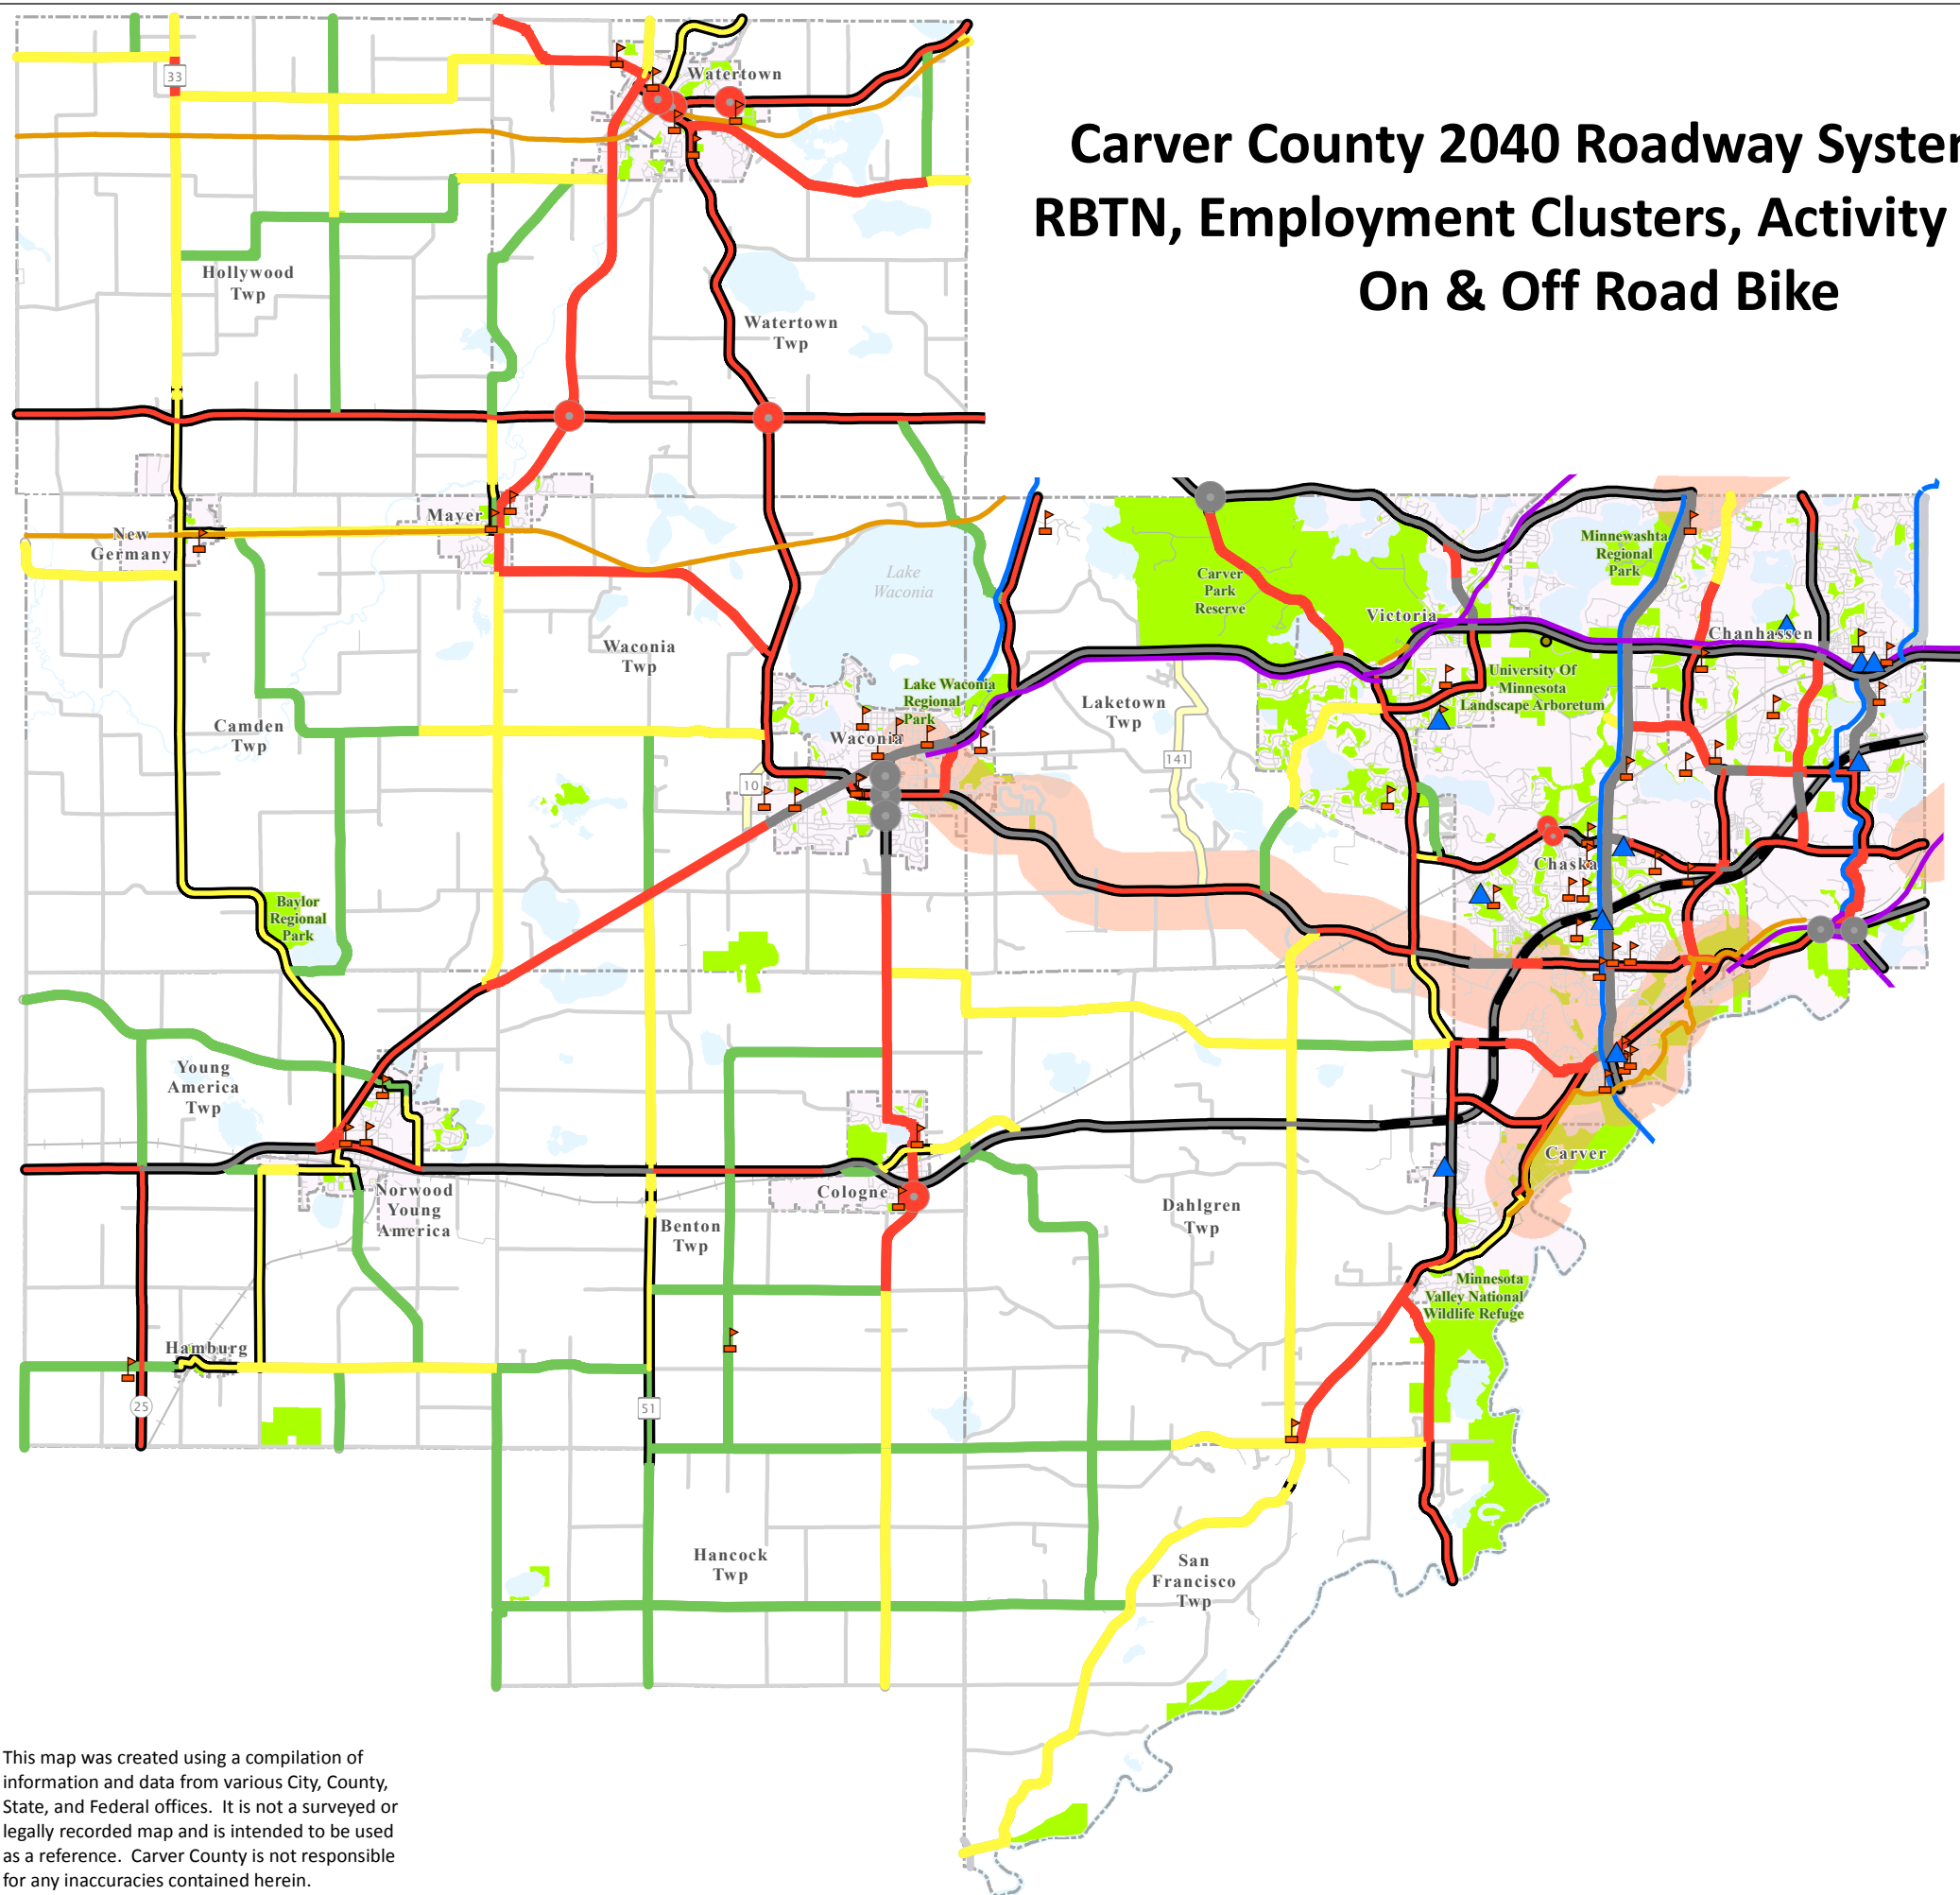 Carver County 2040 Roadway System
RBTN, Employment Clusters, Activity
On & Off Road Bike
33
Watertown
Hollywood
Twp
Watertown
Twp
New
Germany
Mayer
Lake
Waconia
Carver
Park
Reserve
Minnewashta
Regional
Park
Victoria
Chanhassen
Waconia
Twp
University Of
Minnesota
Landscape Arboretum
Lake Waconia
Regional
Park
Laketown
Twp
Camden
Twp
Waconia
141
10
Chaska
Baylor
Regional
Park
Young
America
Twp
Carver
Norwood
Young
America
Cologne
Benton
Twp
Dahlgren
Twp
Minnesota
Valley National
Wildlife Refuge
Hamburg
25
51
Hancock
Twp
San
Francisco
Twp
This map was created using a compilation of
information and data from various City, County,
State, and Federal offices.  It is not a surveyed or
legally recorded map and is intended to be used
as a reference.  Carver County is not responsible
for any inaccuracies contained herein.